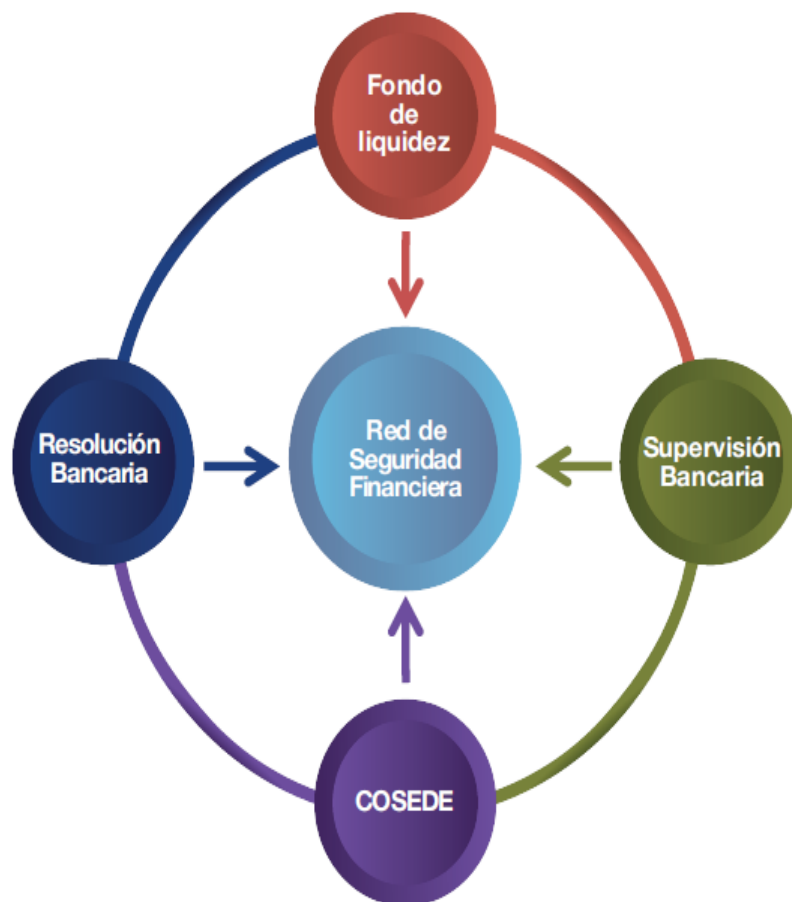 Fondo
de
liquidez
Resolución
Bancaria
Red de
Seguridad
Financiera
Supervisión
Bancaria
COSEDE